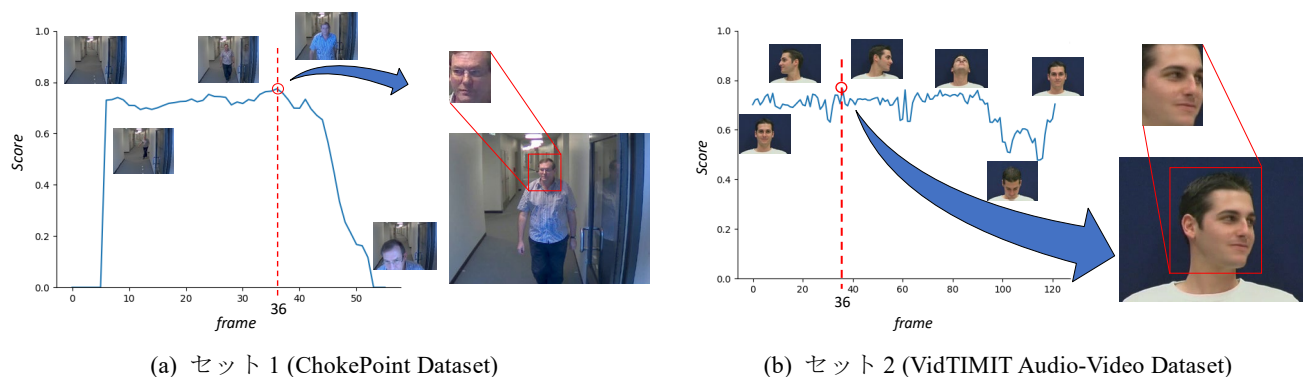 1.0
0.8
0.6
0.4
0.2
0.0
Score
0 10 20 30 40 50
36
frame
(a) セット 1 (ChokePoint Dataset)
1.0
0.8
0.6
0.4
0.2
0.0
Score
0 20 40 60 80 100 120
36
frame
(b) セット 2 (VidTIMIT Audio-Video Dataset)